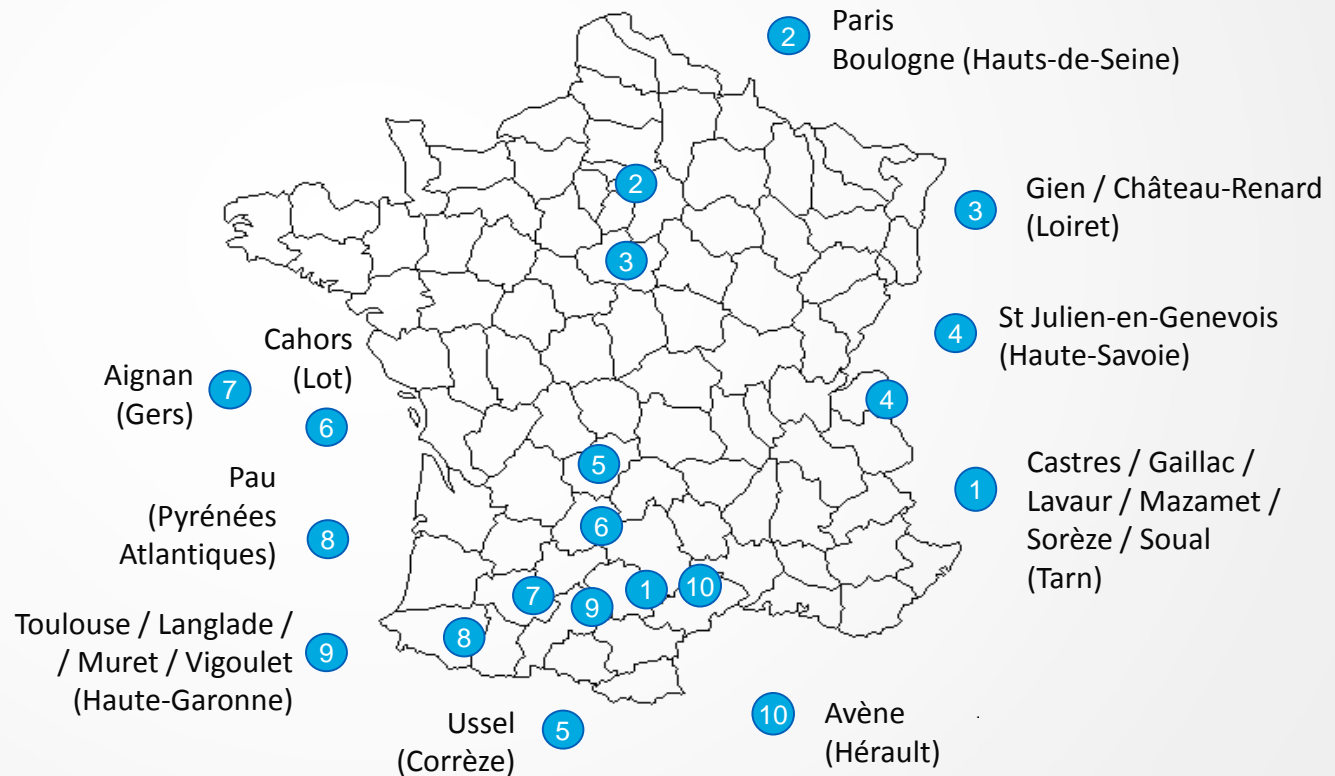 2
Paris
Boulogne (Hauts-de-Seine)
2
3
Gien / Château-Renard
(Loiret)
3
4
St Julien-en-Genevois
(Haute-Savoie)
4
Cahors
(Lot)
6
Aignan
(Gers)
7
5
1
Castres / Gaillac /
Lavaur / Mazamet /
Sorèze / Soual
(Tarn)
Pau
(Pyrénées
Atlantiques)
8
6
7
9
1
10
8
Toulouse / Langlade /
/ Muret / Vigoulet
(Haute-Garonne)
9
Ussel
(Corrèze)
5
10
Avène
(Hérault)
.